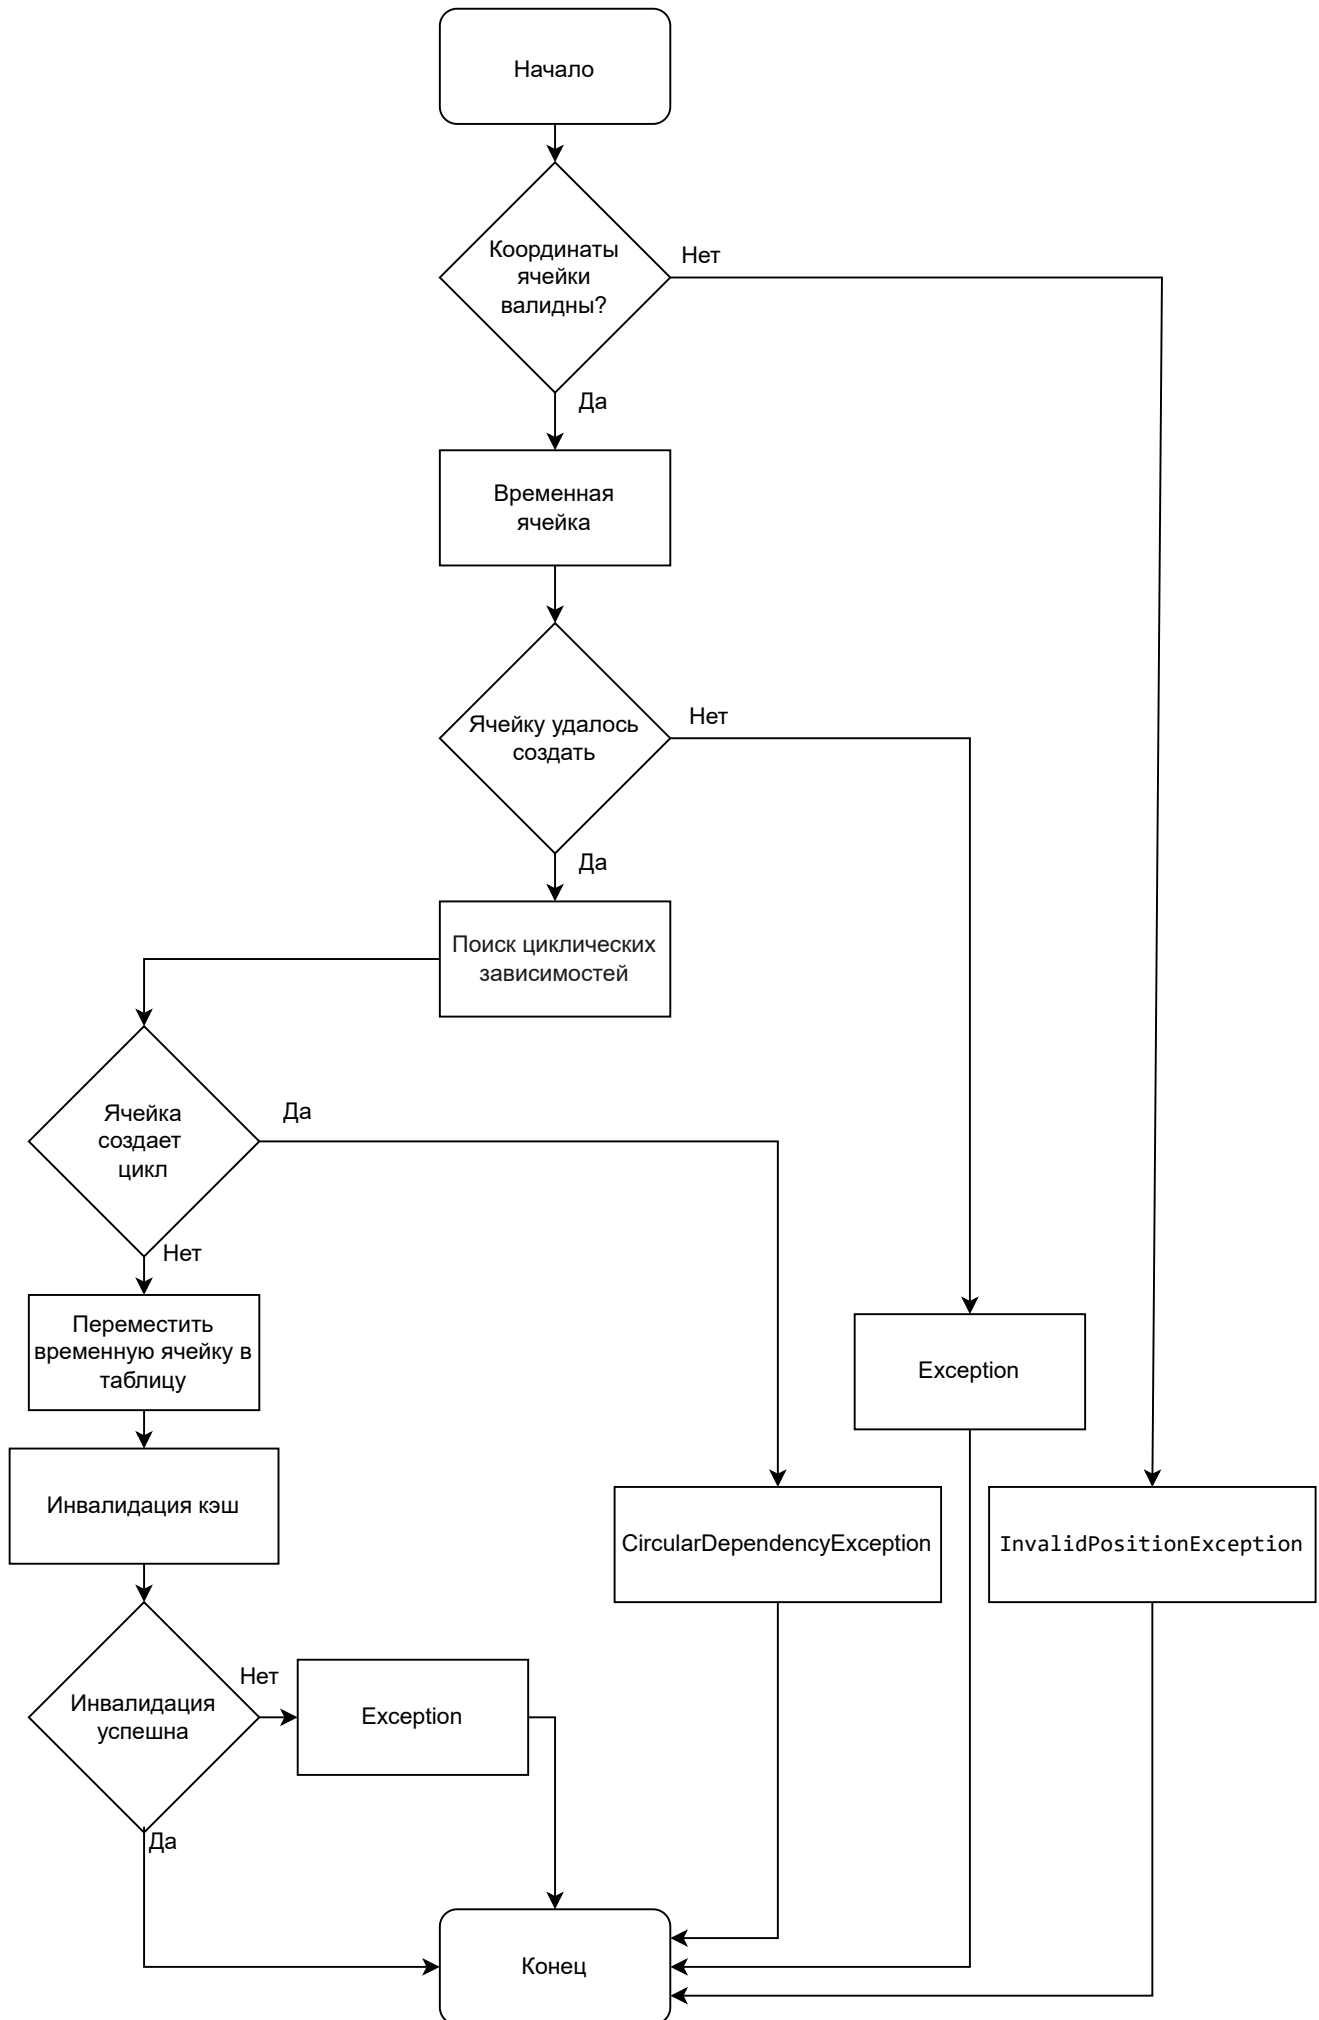 Начало
Координаты
ячейки
валидны?
Нет
Да
Временная
ячейка
Ячейку удалось
создать
Нет
Да
Поиск циклических
зависимостей
Ячейка
создает
цикл
Да
Нет
Переместить
временную ячейку в
таблицу
Exception
Инвалидация кэш
CircularDependencyException
InvalidPositionException
Инвалидация
успешна
Нет
Exception
Да
Конец